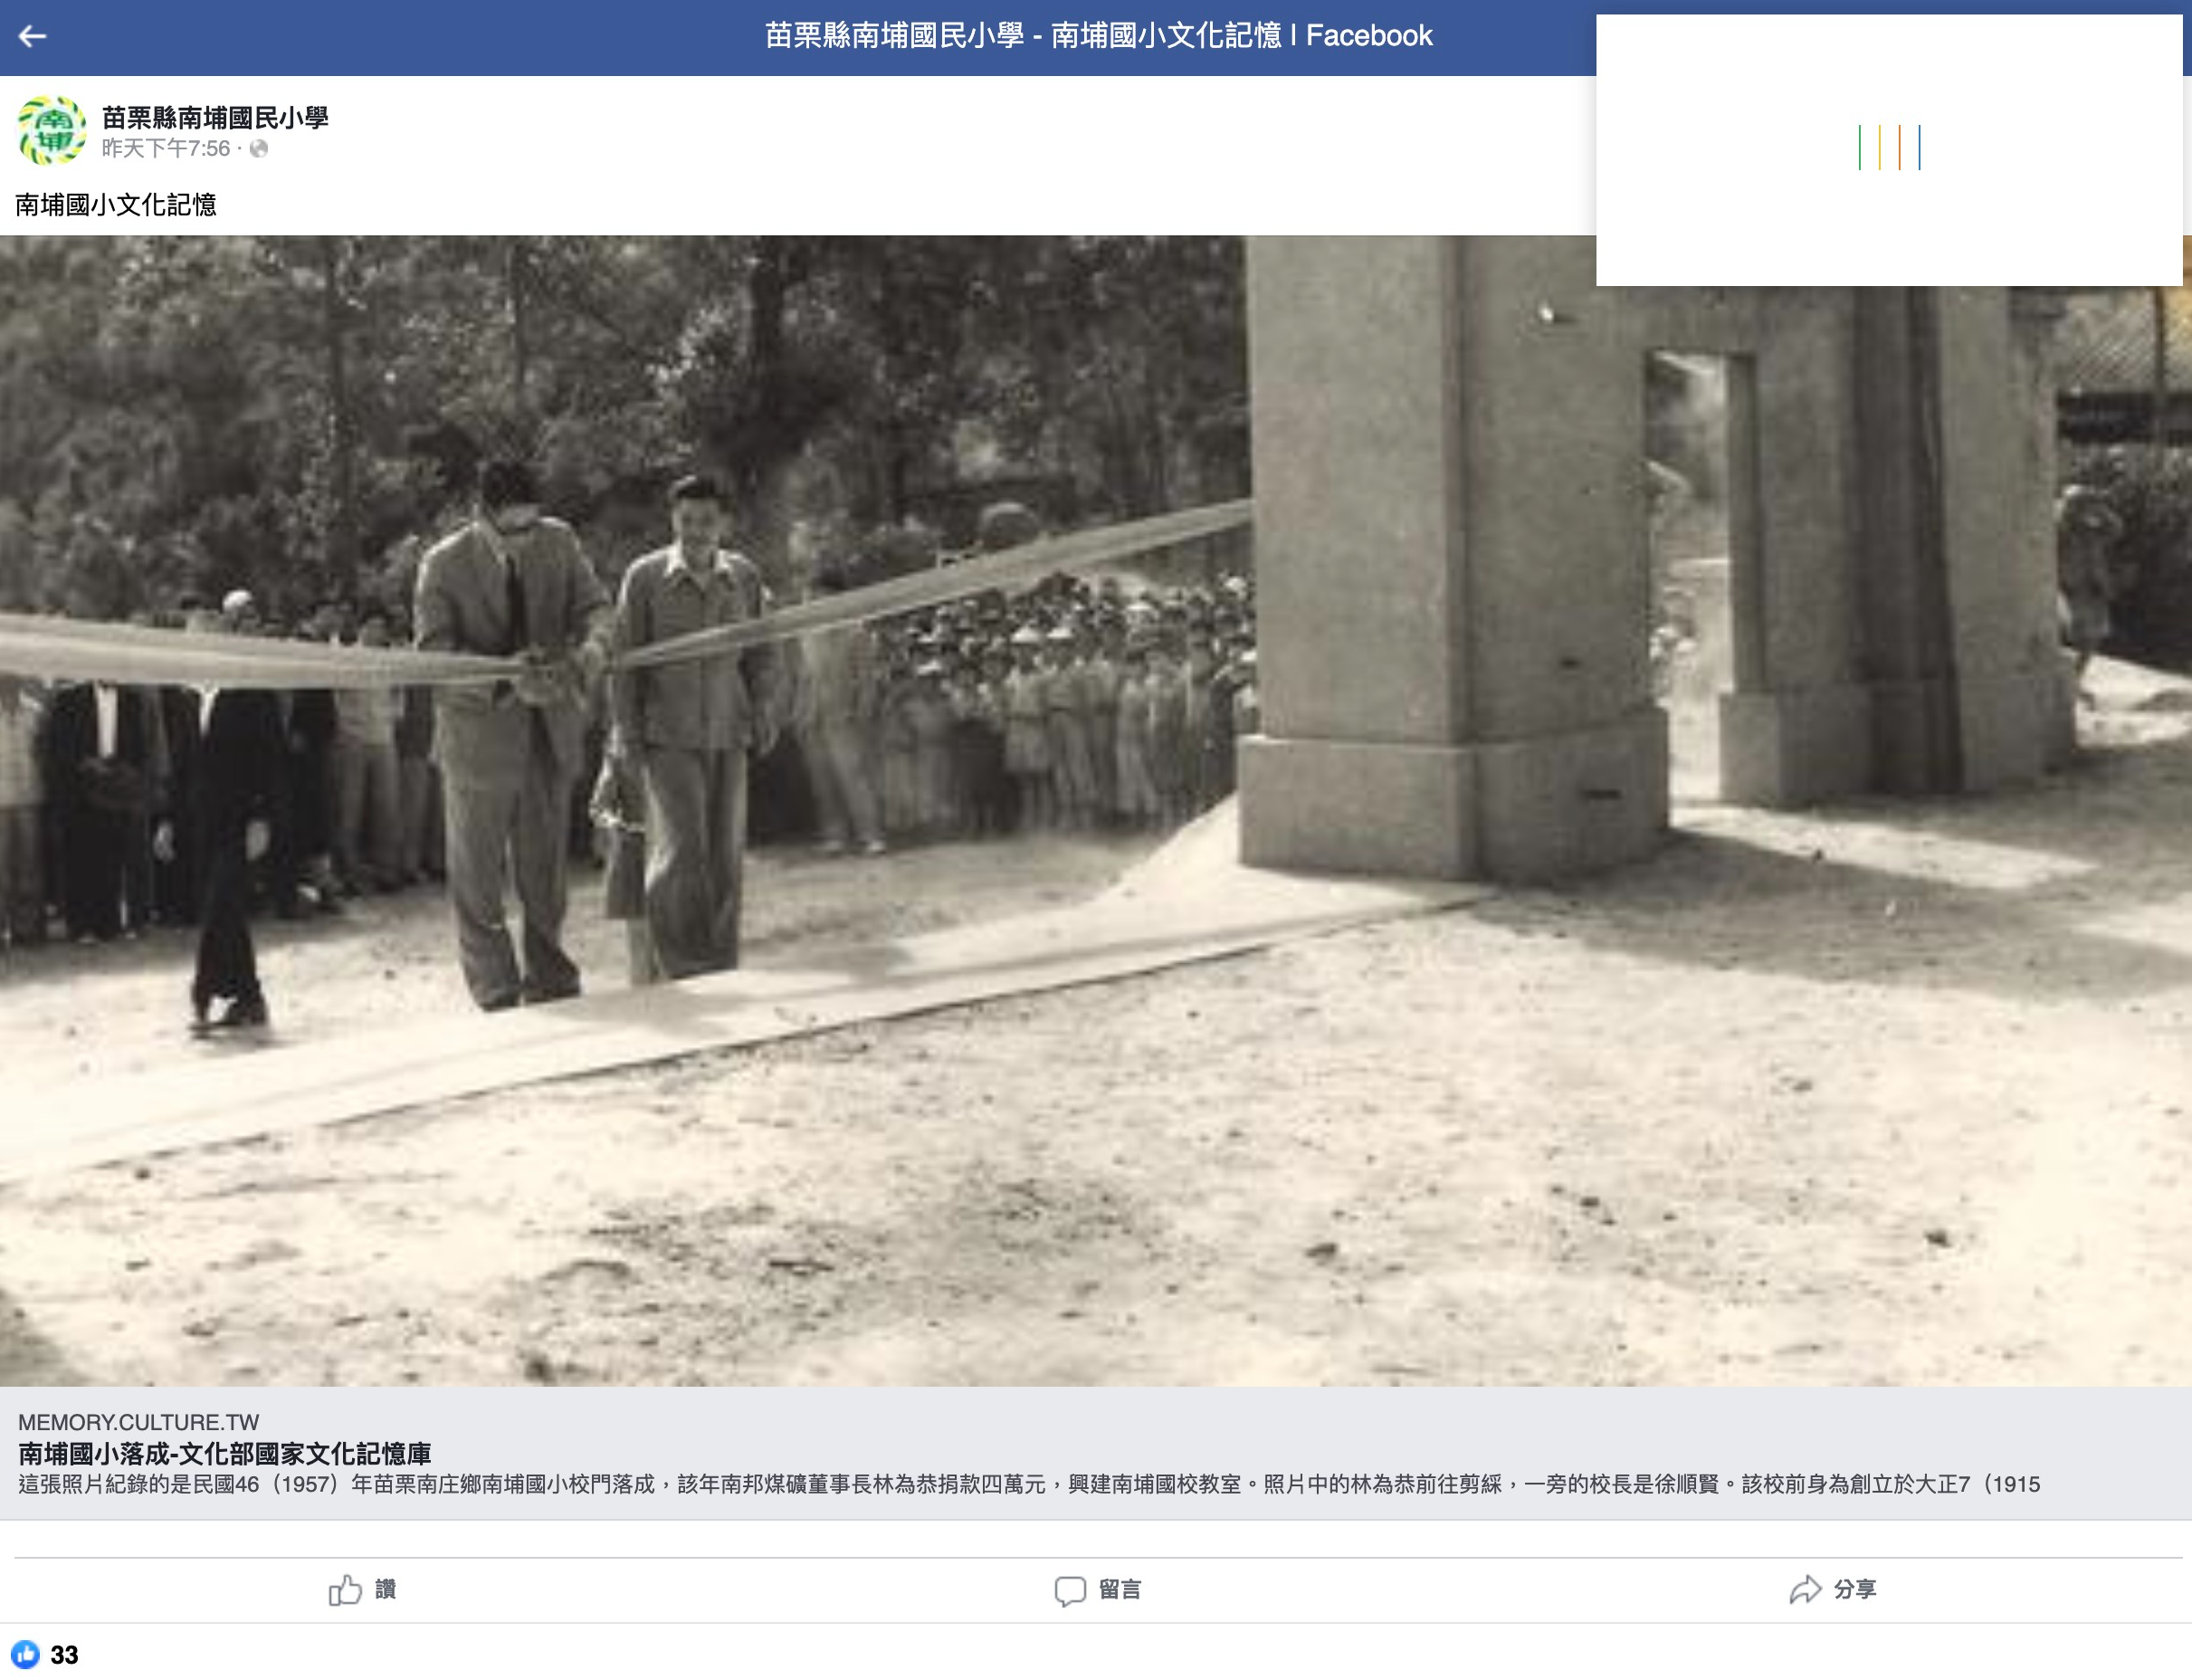 苗栗縣南埔國民小學 - 南埔國小文化記憶 | Facebook
南埔
苗栗縣南埔國民小學
昨天下午7:56 ·
南埔國小文化記憶
MEMORY.CULTURE.TW
南埔國小落成-文化部國家文化記憶庫
這張照片紀錄的是民國46（1957）年苗栗南庄鄉南埔國小校門落成，該年南邦煤礦董事長林為恭捐款四萬元，興建南埔國校教室。照片中的林為恭前往剪綵，一旁的校長是徐順賢。該校前身為創立於大正7（1915
讚
留言
分享
33